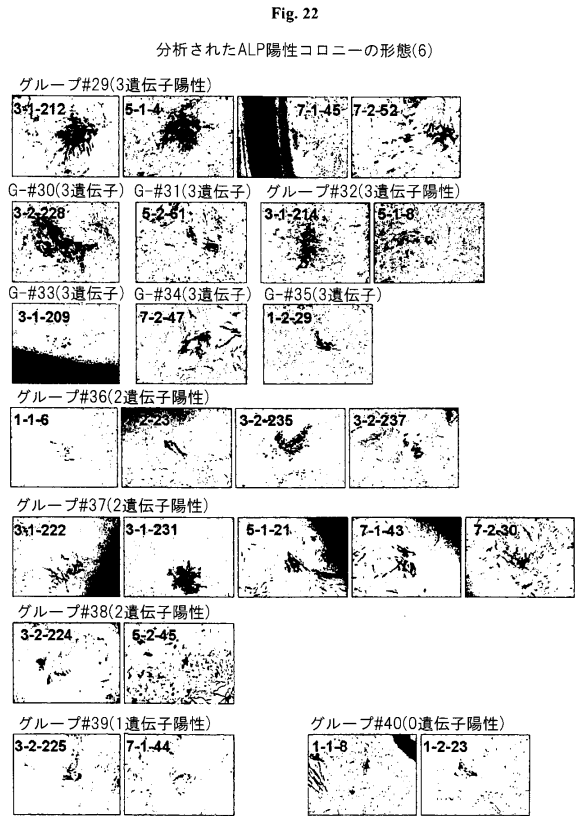 Fig. 22
分析されたALP陽性コロニーの形態(6)
グループ#29(3遺伝子陽性)
3-1-212 5-1-4 7-1-45 7-2-52
G-#30(3遺伝子) G-#31(3遺伝子) グループ#32(3遺伝子陽性)
3-2-228 5-2-51 3-1-214 5-1-8
G-#33(3遺伝子) G-#34(3遺伝子) G-#35(3遺伝子)
3-1-209 7-2-47 1-2-29
グループ#36(2遺伝子陽性)
1-1-6 2-23 3-2-235 3-2-237
グループ#37(2遺伝子陽性)
3-1-222 3-1-231 5-1-21 7-1-43 7-2-30
グループ#38(2遺伝子陽性)
3-2-224 5-2-45
グループ#39(1遺伝子陽性) グループ#40(0遺伝子陽性)
3-2-225 7-1-44 1-1-8 1-2-23